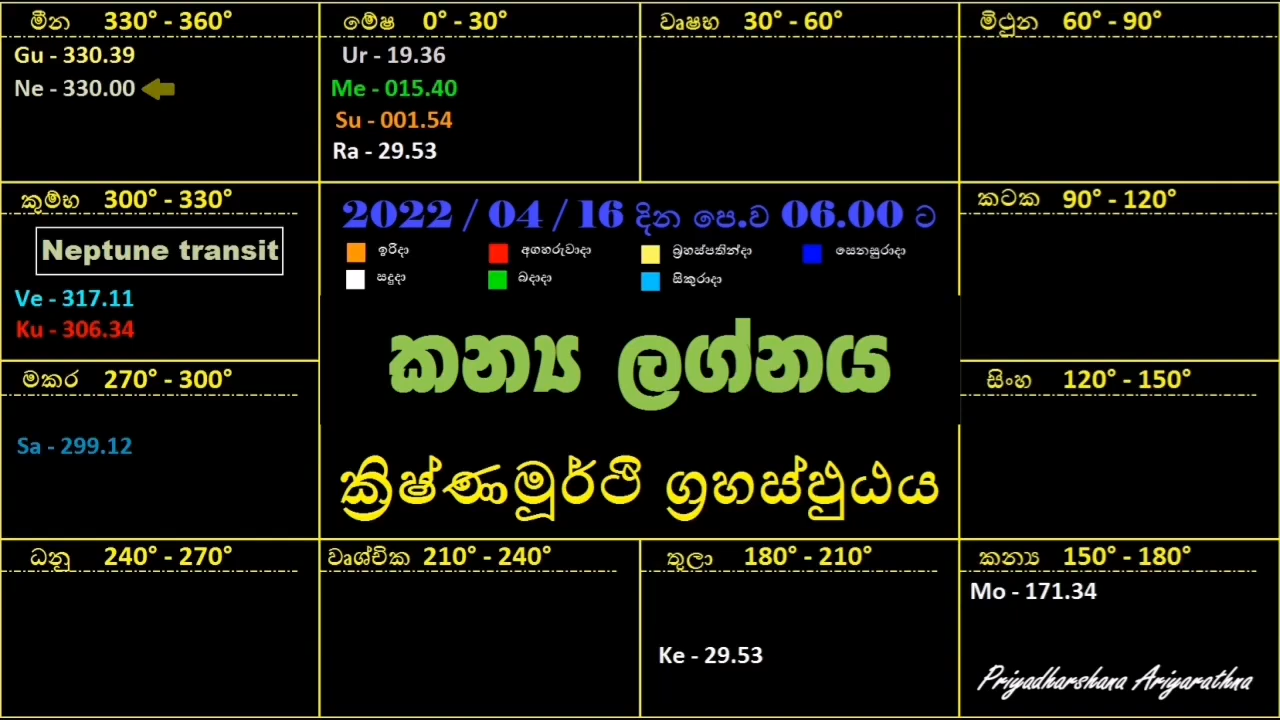 මීන 330° - 360°
Gu - 330.39
Ne - 330.00
මේෂ 0° - 30°
Ur - 19.36
Me - 015.40
Su - 001.54
Ra - 29.53
වෘෂභ 30° - 60°
මිථුන 60° - 90°
කුම්භ 300° - 330°
Neptune transit
Ve - 317.11
Ku - 306.34
2022 / 04 / 16 දින පෙ.ව 06.00 ට
ඉරිදා අගහරුවාදා බ්‍රහස්පතින්දා සෙනසුරාදා
සඳුදා බදාදා සිකුරාදා
කන්‍ය ලග්නය
ක්‍රිෂ්ණමූර්ථි ග්‍රහස්ඵුඨය
කටක 90° - 120°
මකර 270° - 300°
Sa - 299.12
සිංහ 120° - 150°
ධනු 240° - 270°
වෘශ්චික 210° - 240°
තුලා 180° - 210°
Ke - 29.53
කන්‍ය 150° - 180°
Mo - 171.34
Priyadharshana Ariyarathna